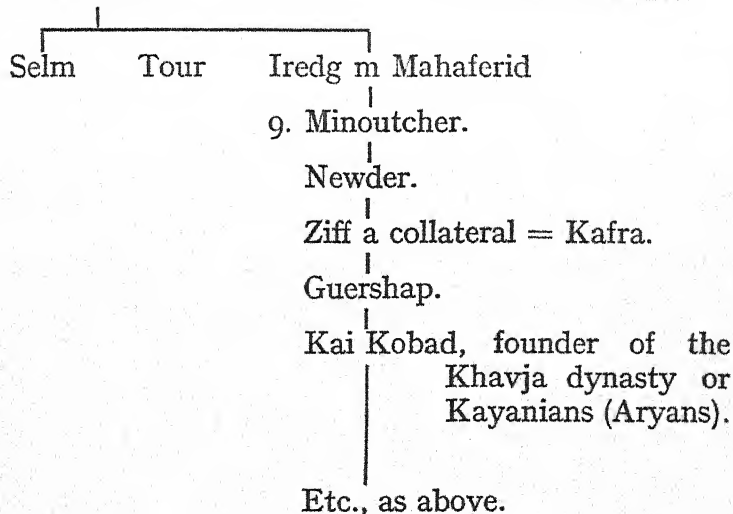 Selm Tour Iredg m Mahaferid
9. Minoutcher.
Newder.
Ziff a collateral = Kafra.
Guershap.
Kai Kobad, founder of the
Khavja dynasty or
Kayanians (Aryans).
Etc., as above.